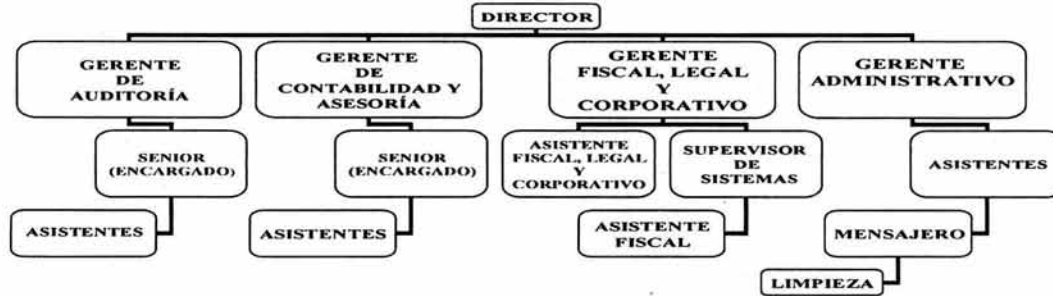 DIRECTOR
GERENTE
DE
AUDITORÍA
GERENTE
DE
CONTABILIDAD Y
ASESORÍA
GERENTE
FISCAL, LEGAL
Y
CORPORATIVO
GERENTE
ADMINISTRATIVO
SENIOR
(ENCARGADO)
SENIOR
(ENCARGADO)
ASISTENTE
FISCAL, LEGAL
Y
CORPORATIVO
SUPERVISOR
DE
SISTEMAS
ASISTENTES
ASISTENTES
ASISTENTES
ASISTENTE
FISCAL
MENSAJERO
LIMPIEZA